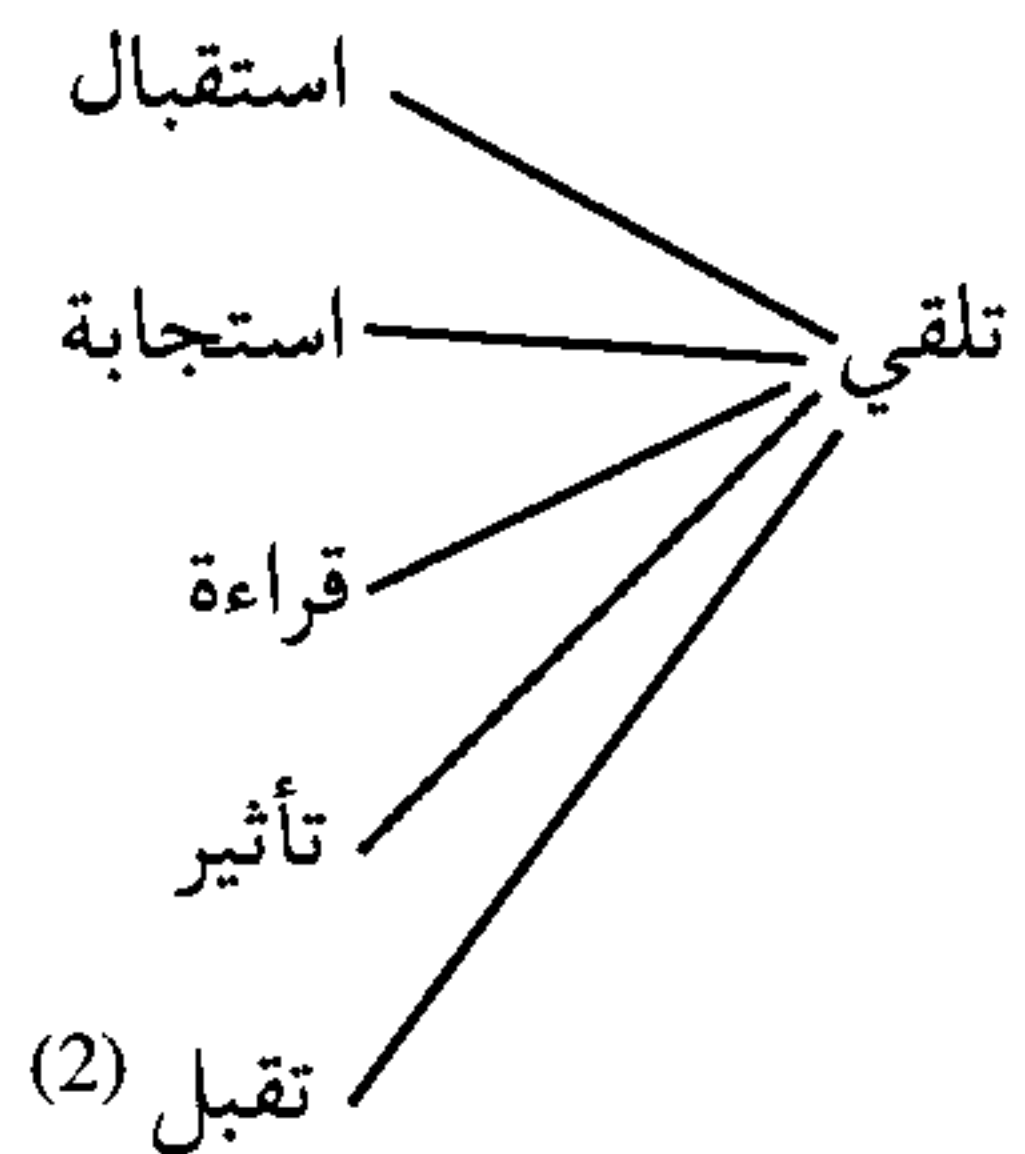 استقبال
استجابة
تلقي
قراءة
تأثير
تقبل (2)